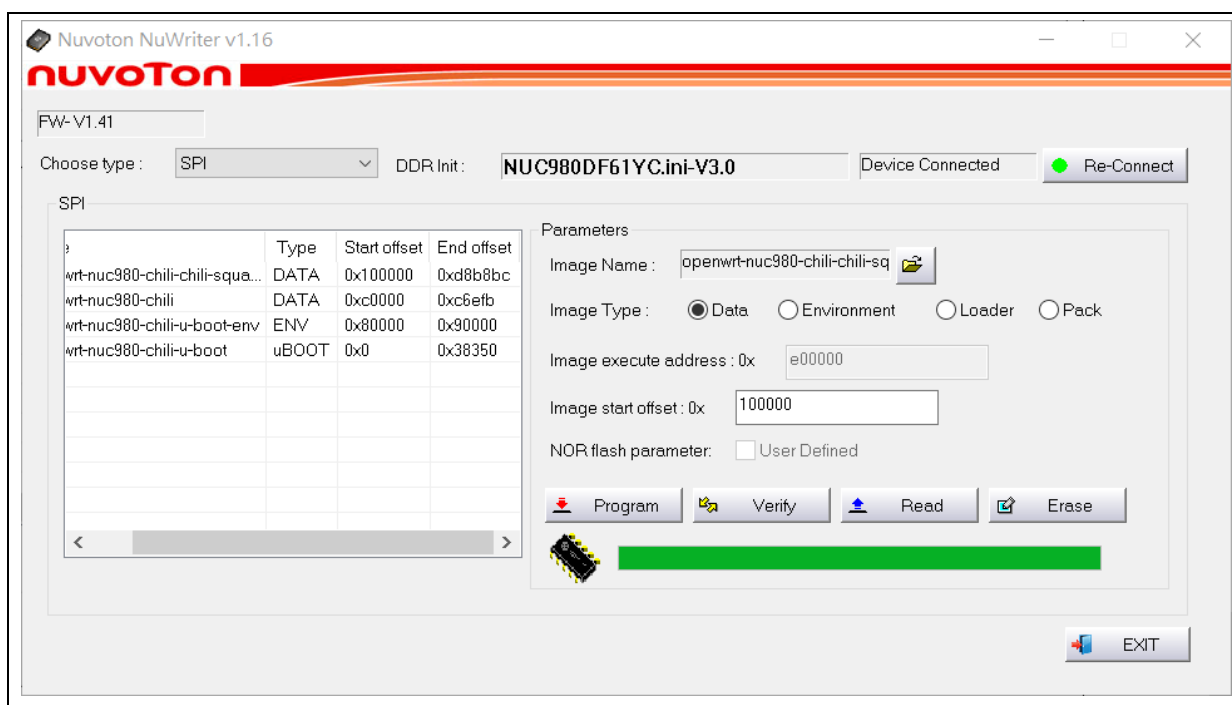 Nuvoton NuWriter v1.16
nuvoTon
FW- V1.41
Choose type : SPI DDR Init : NUC980DF61YC.ini-V3.0 Device Connected Re-Connect
SPI
Type Start offset End offset
wrt-nuc980-chili-chili-squa... DATA 0x100000 0xd8b8bc
wrt-nuc980-chili DATA 0xc0000 0xc6efb
wrt-nuc980-chili-u-boot-env ENV 0x80000 0x90000
wrt-nuc980-chili-u-boot uBOOT 0x0 0x38350
Parameters
Image Name : openwrt-nuc980-chili-chili-sq
Image Type : Data Environment Loader Pack
Image execute address : 0x e00000
Image start offset : 0x 100000
NOR flash parameter: User Defined
Program Verify Read Erase
EXIT